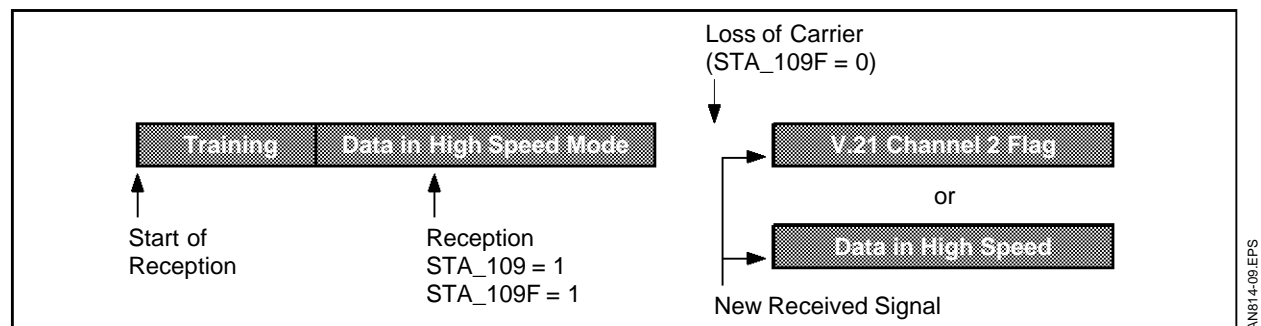 Loss of Carrier
(STA_109F = 0)
Training
Data in High Speed Mode
V.21 Channel 2 Flag
or
Data in High Speed
Start of
Reception
Reception
STA_109 = 1
STA_109F = 1
New Received Signal
AN814-09.EPS